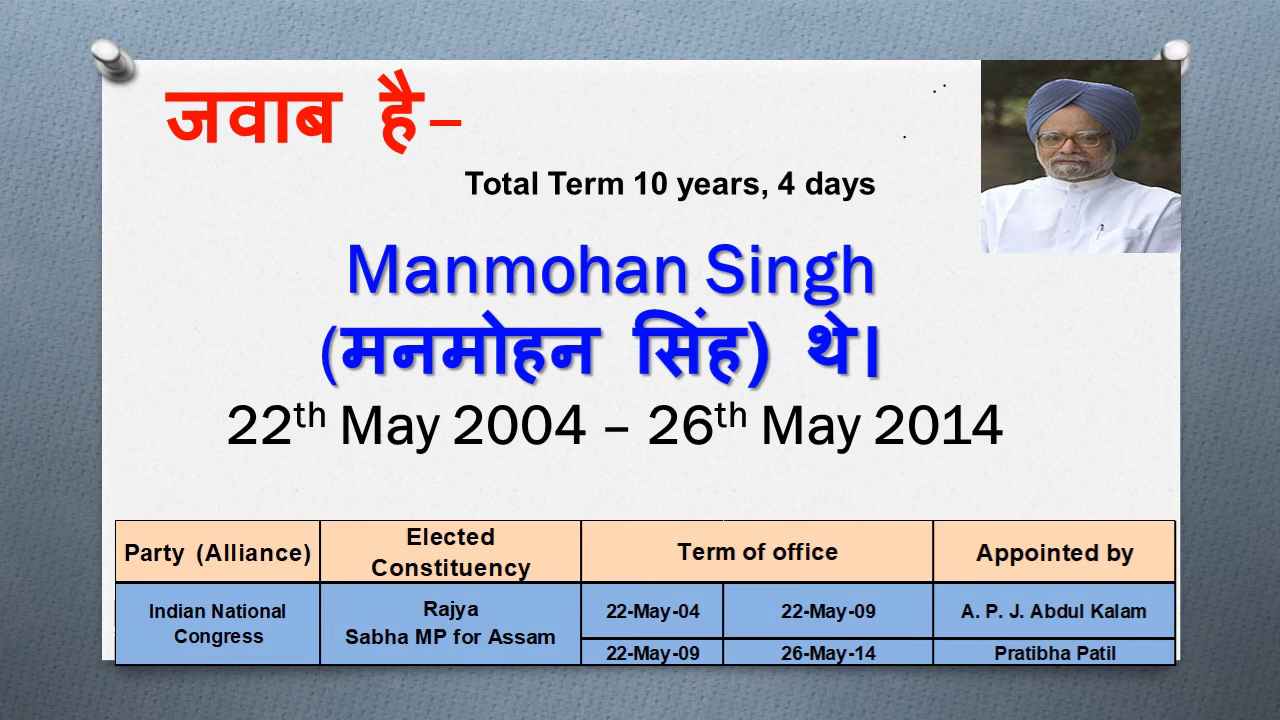 जवाब है–
Total Term 10 years, 4 days
Manmohan Singh
(मनमोहन सिंह) थे।
22th May 2004 – 26th May 2014
Party (Alliance)
Elected
Constituency
Term of office
Appointed by
Indian National
Congress
Rajya
Sabha MP for Assam
22-May-04
22-May-09
A. P. J. Abdul Kalam
22-May-09
26-May-14
Pratibha Patil